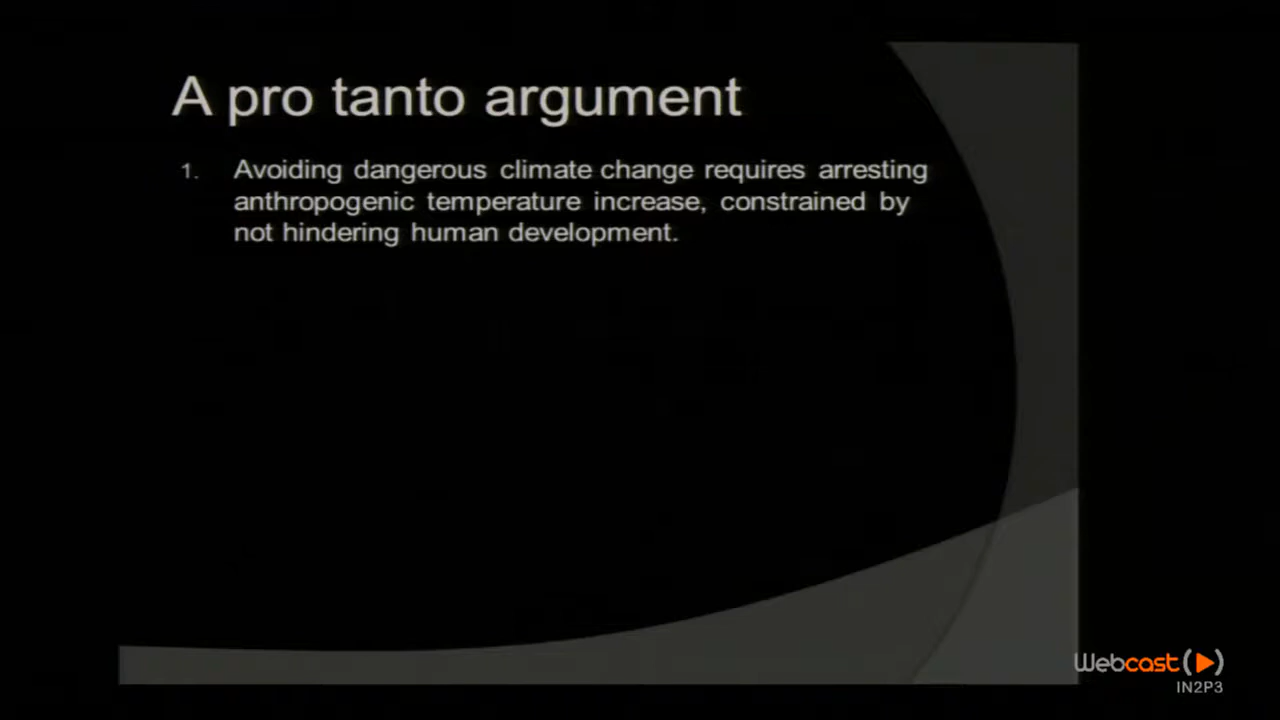 A pro tanto argument
1. Avoiding dangerous climate change requires arresting
anthropogenic temperature increase, constrained by
not hindering human development.
Webcast
IN2P3